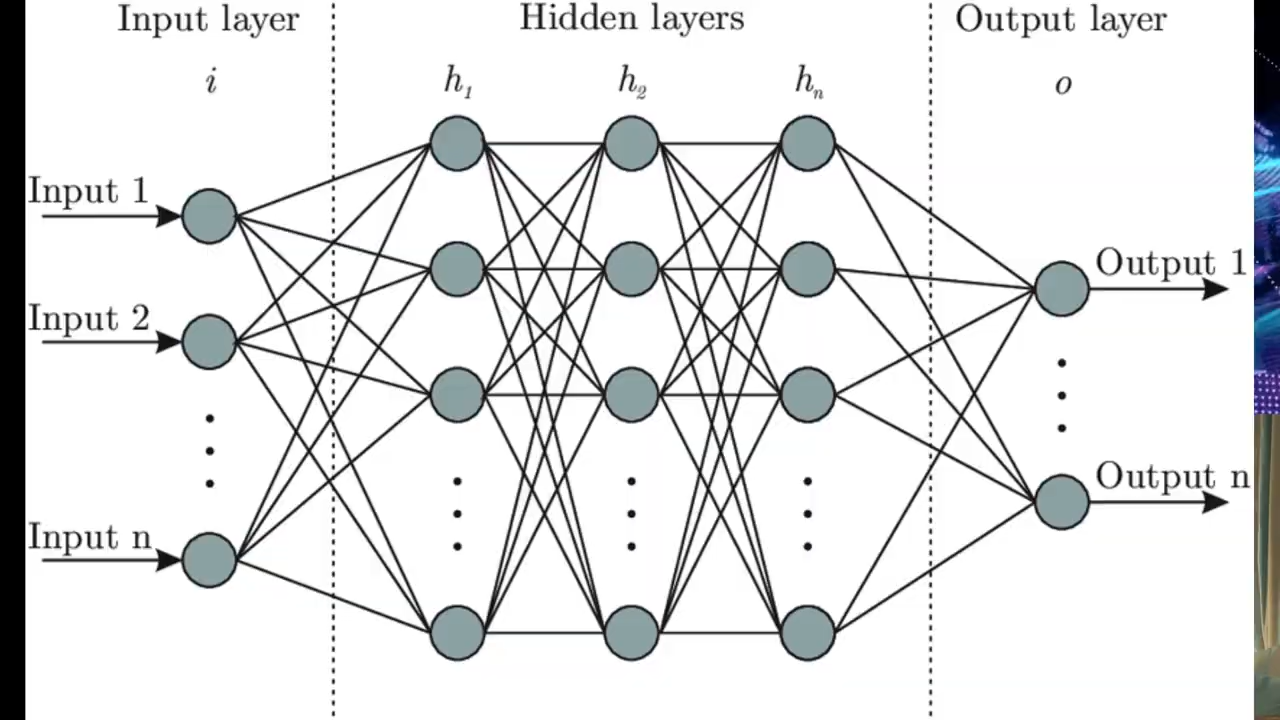 Input layer
Hidden layers
Output layer
i
h₁
h₂
hₙ
o
Input 1
Input 2
Input n
Output 1
Output n